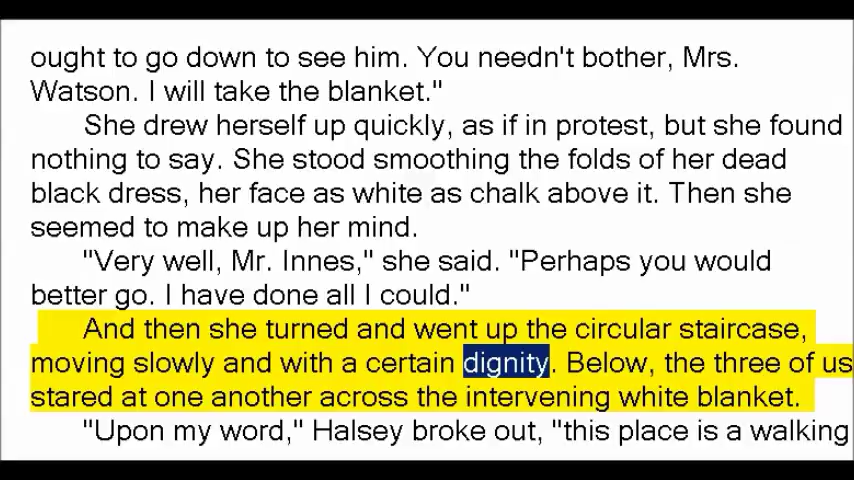 ought to go down to see him. You needn't bother, Mrs.
Watson. I will take the blanket."
She drew herself up quickly, as if in protest, but she found
nothing to say. She stood smoothing the folds of her dead
black dress, her face as white as chalk above it. Then she
seemed to make up her mind.
"Very well, Mr. Innes," she said. "Perhaps you would
better go. I have done all I could."
And then she turned and went up the circular staircase,
moving slowly and with a certain dignity. Below, the three of us
stared at one another across the intervening white blanket.
"Upon my word," Halsey broke out, "this place is a walking